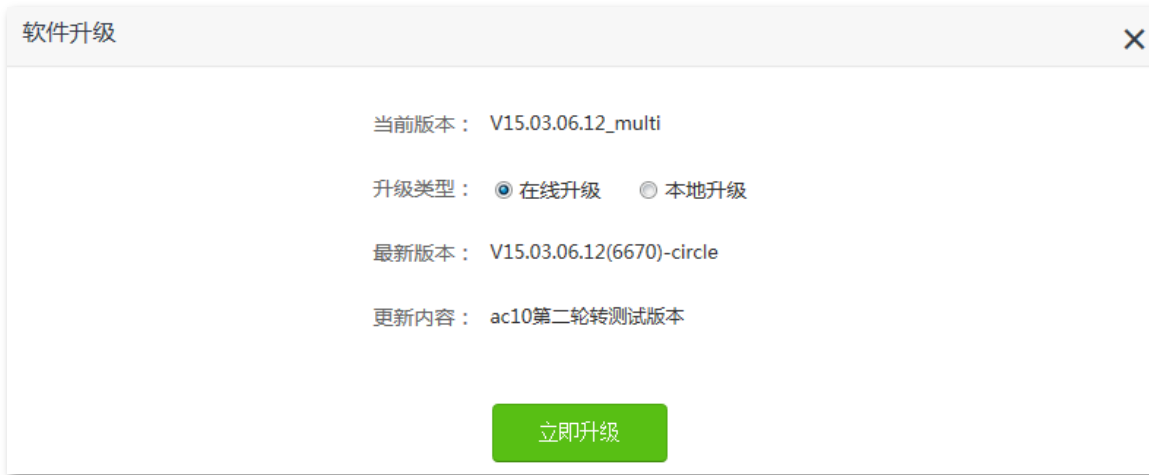 软件升级
当前版本： V15.03.06.12_multi
升级类型： 在线升级 本地升级
最新版本： V15.03.06.12(6670)-circle
更新内容： ac10第二轮转测试版本
立即升级